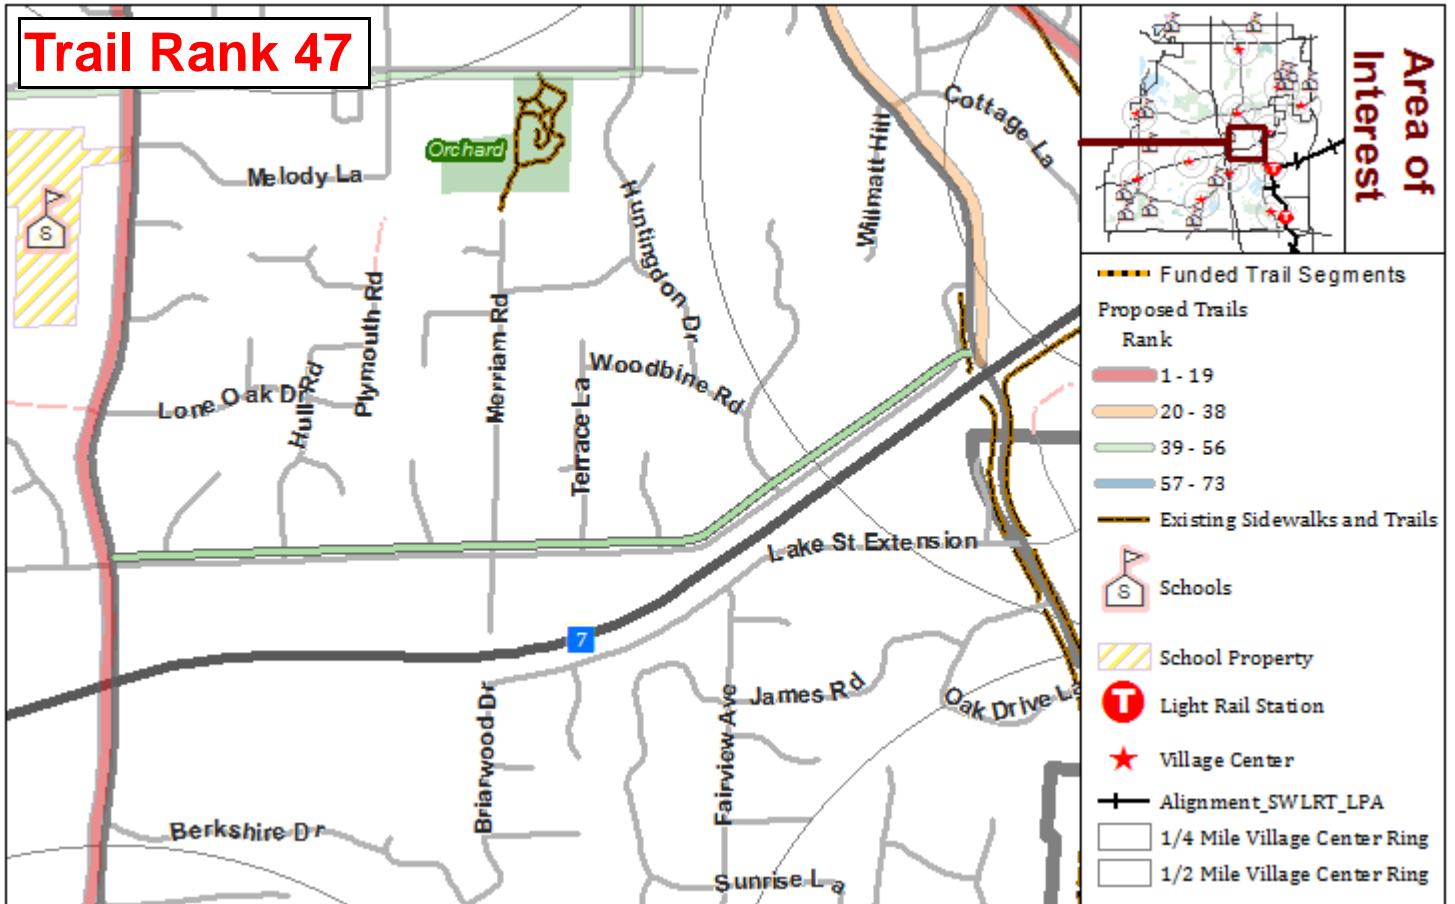 Trail Rank 47
Orchard
Melody La
S
Cottage La
Willmatt Hill
Huntingdon Dr
Plymouth Rd
Merriam Rd
Woodbine Rd
Lone Oak Dr
Hull Rd
Terrace La
Lake St Extension
7
James Rd
Oak Drive La
Briarwood Dr
Fairview Ave
Berkshire Dr
Sunrise La
Area of
Interest
Funded Trail Segments
Proposed Trails
Rank
1 - 19
20 - 38
39 - 56
57 - 73
Existing Sidewalks and Trails
S
Schools
School Property
T
Light Rail Station
Village Center
Alignment_SWLRT_LPA
1/4 Mile Village Center Ring
1/2 Mile Village Center Ring